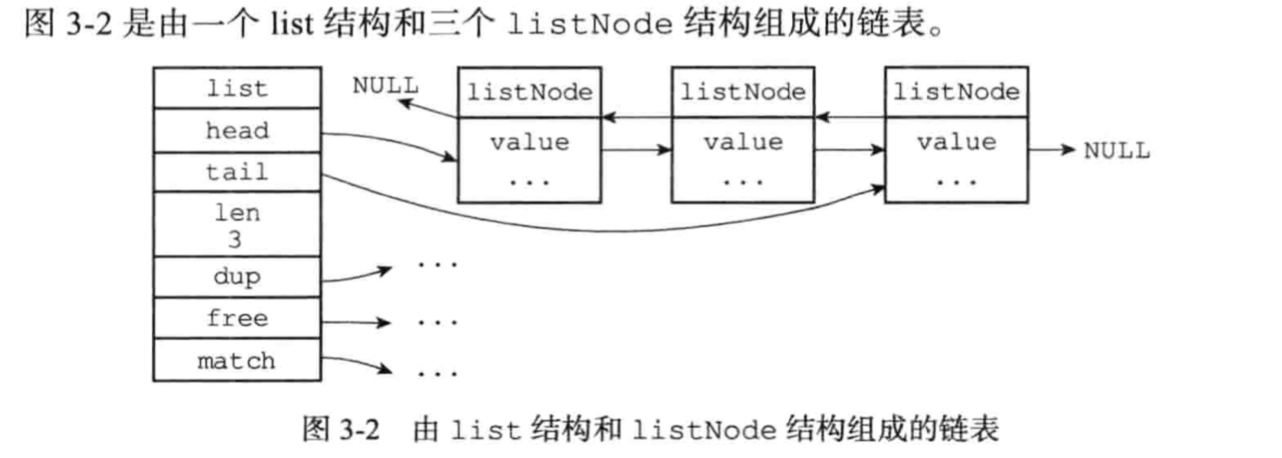 图 3-2 是由一个 list 结构和三个 listNode 结构组成的链表。
list
head
tail
len
3
dup
free
match
NULL
listNode
value
...
listNode
value
...
listNode
value
...
NULL
...
...
...
图 3-2 由 list 结构和 listNode 结构组成的链表